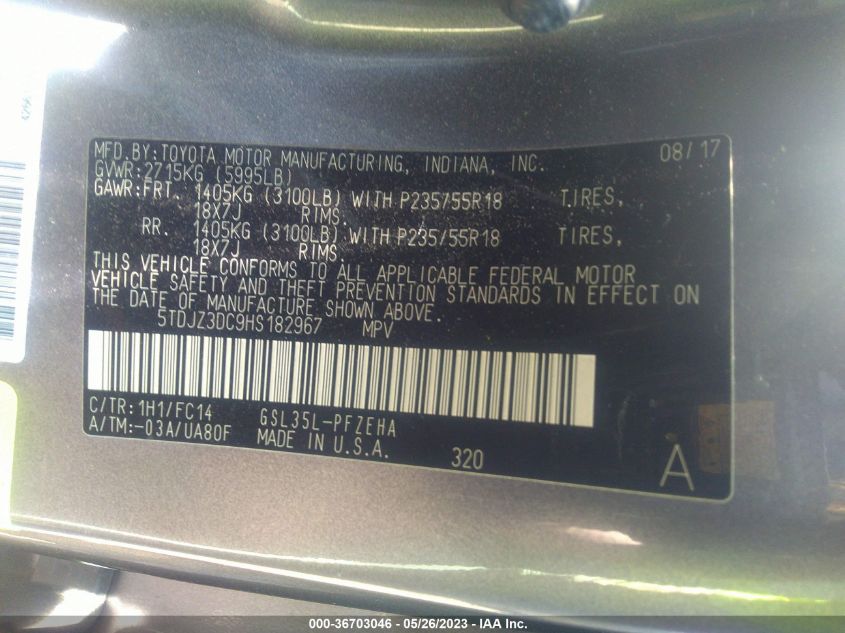 MFD.BY:TOYOTA MOTOR MANUFACTURING, INDIANA, INC. 08/17
GVWR:2715KG (5995LB)
GAWR:FRT. 1405KG (3100LB) WITH P235/55R18 TIRES,
18X7J RIMS.
RR. 1405KG (3100LB) WITH P235/55R18 TIRES,
18X7J RIMS.
THIS VEHICLE CONFORMS TO ALL APPLICABLE FEDERAL MOTOR
VEHICLE SAFETY AND THEFT PREVENTION STANDARDS IN EFFECT ON
THE DATE OF MANUFACTURE SHOWN ABOVE.
5TDJZ3DC9HS182967 MPV
C/TR:1H1/FC14 GSL35L-PFZEHA
A/TM:-03A/UA80F MADE IN U.S.A. 320 A
000-36703046 - 05/26/2023 - IAA Inc.